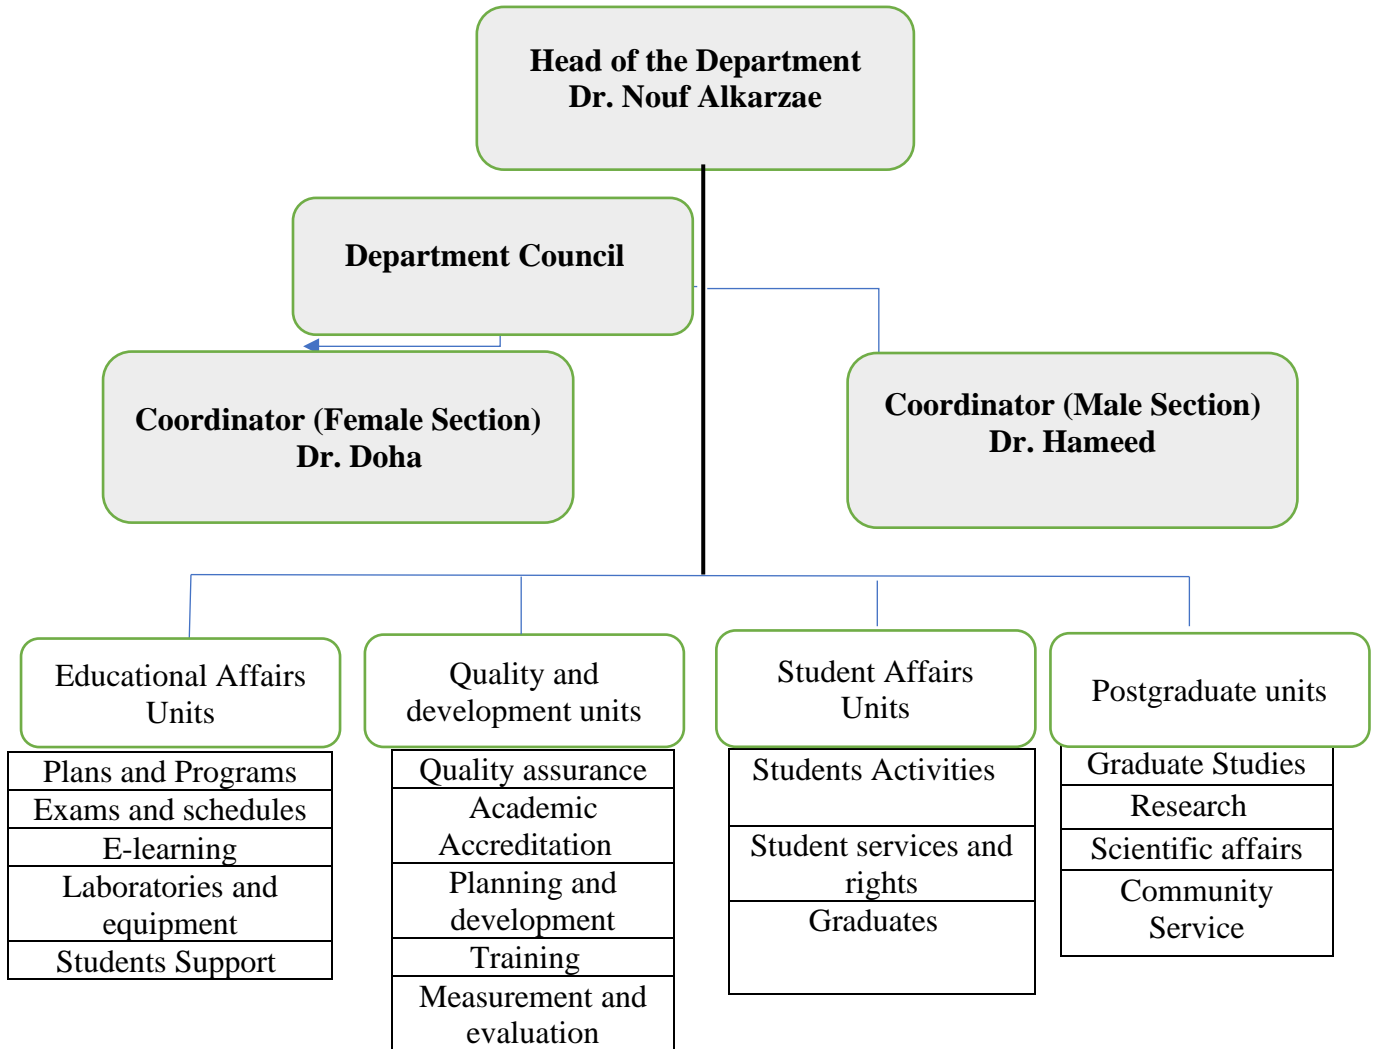 Head of the Department
Dr. Nouf Alkarzae
Department Council
Coordinator (Female Section)
Dr. Doha
Coordinator (Male Section)
Dr. Hameed
Educational Affairs
Units
Plans and Programs
Exams and schedules
E-learning
Laboratories and
equipment
Students Support
Quality and
development units
Quality assurance
Academic
Accreditation
Planning and
development
Training
Measurement and
evaluation
Student Affairs
Units
Students Activities
Student services and
rights
Graduates
Postgraduate units
Graduate Studies
Research
Scientific affairs
Community
Service